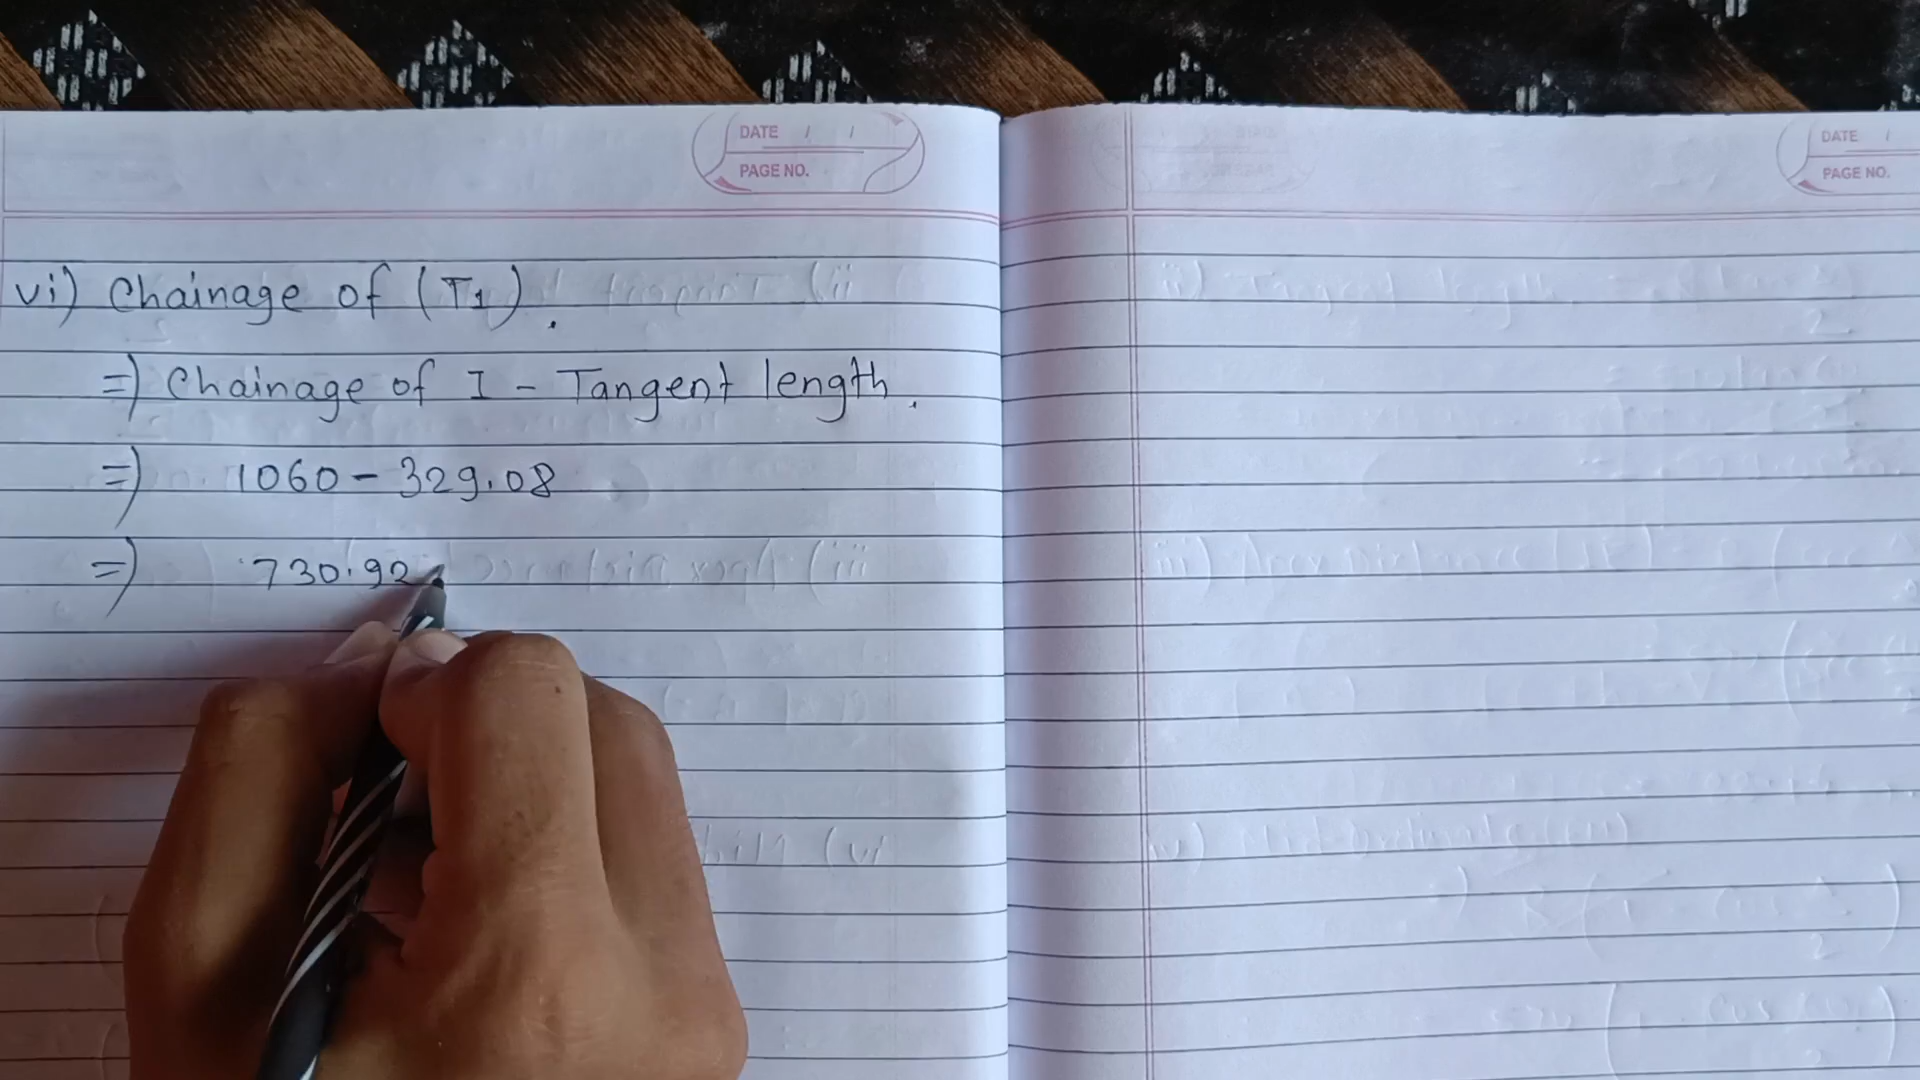 DATE / /
PAGE NO.
DATE /
PAGE NO.
vi) Chainage of (T1).
=) Chainage of I - Tangent length.
=) 1060 - 329.08
=) 730.92